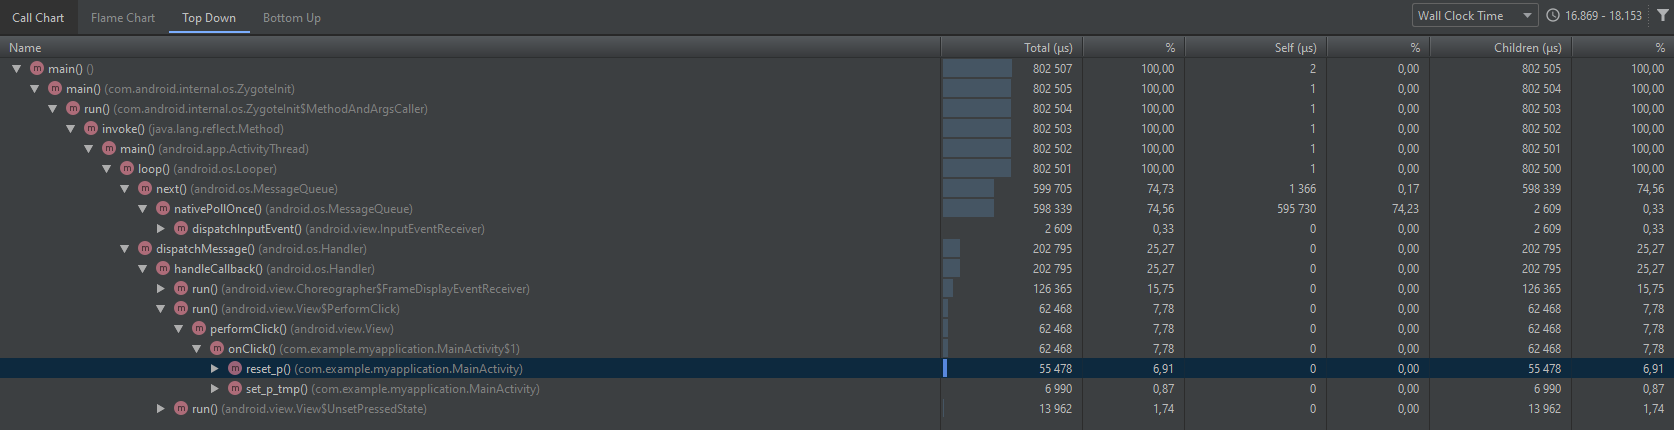 Call Chart Flame Chart Top Down Bottom Up Wall Clock Time 16.869 - 18.153
Name Total (µs) % Self (µs) % Children (µs) %
m main() () 802 507 100,00 2 0,00 802 505 100,00
m main() (com.android.internal.os.ZygoteInit) 802 505 100,00 1 0,00 802 504 100,00
m run() (com.android.internal.os.ZygoteInit$MethodAndArgsCaller) 802 504 100,00 1 0,00 802 503 100,00
m invoke() (java.lang.reflect.Method) 802 503 100,00 1 0,00 802 502 100,00
m main() (android.app.ActivityThread) 802 502 100,00 1 0,00 802 501 100,00
m loop() (android.os.Looper) 802 501 100,00 1 0,00 802 500 100,00
m next() (android.os.MessageQueue) 599 705 74,73 1 366 0,17 598 339 74,56
m nativePollOnce() (android.os.MessageQueue) 598 339 74,56 595 730 74,23 2 609 0,33
m dispatchInputEvent() (android.view.InputEventReceiver) 2 609 0,33 0 0,00 2 609 0,33
m dispatchMessage() (android.os.Handler) 202 795 25,27 0 0,00 202 795 25,27
m handleCallback() (android.os.Handler) 202 795 25,27 0 0,00 202 795 25,27
m run() (android.view.Choreographer$FrameDisplayEventReceiver) 126 365 15,75 0 0,00 126 365 15,75
m run() (android.view.View$PerformClick) 62 468 7,78 0 0,00 62 468 7,78
m performClick() (android.view.View) 62 468 7,78 0 0,00 62 468 7,78
m onClick() (com.example.myapplication.MainActivity$1) 62 468 7,78 0 0,00 62 468 7,78
m reset_p() (com.example.myapplication.MainActivity) 55 478 6,91 0 0,00 55 478 6,91
m set_p_tmp() (com.example.myapplication.MainActivity) 6 990 0,87 0 0,00 6 990 0,87
m run() (android.view.View$UnsetPressedState) 13 962 1,74 0 0,00 13 962 1,74